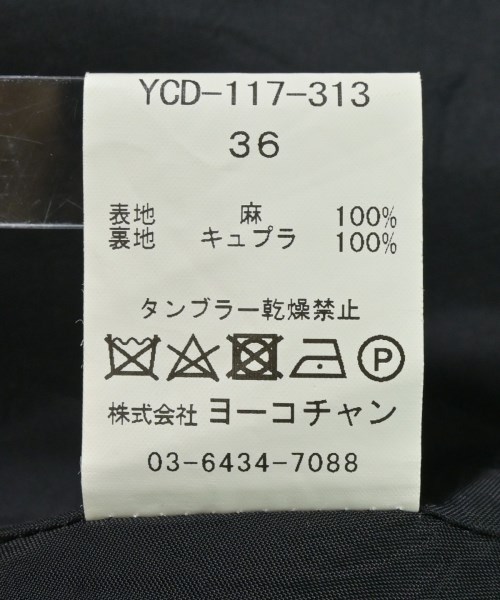 YCD-117-313
36
表地 麻 100%
裏地 キュプラ 100%
タンブラー乾燥禁止
P
株式会社 ヨーコチャン
03-6434-7088